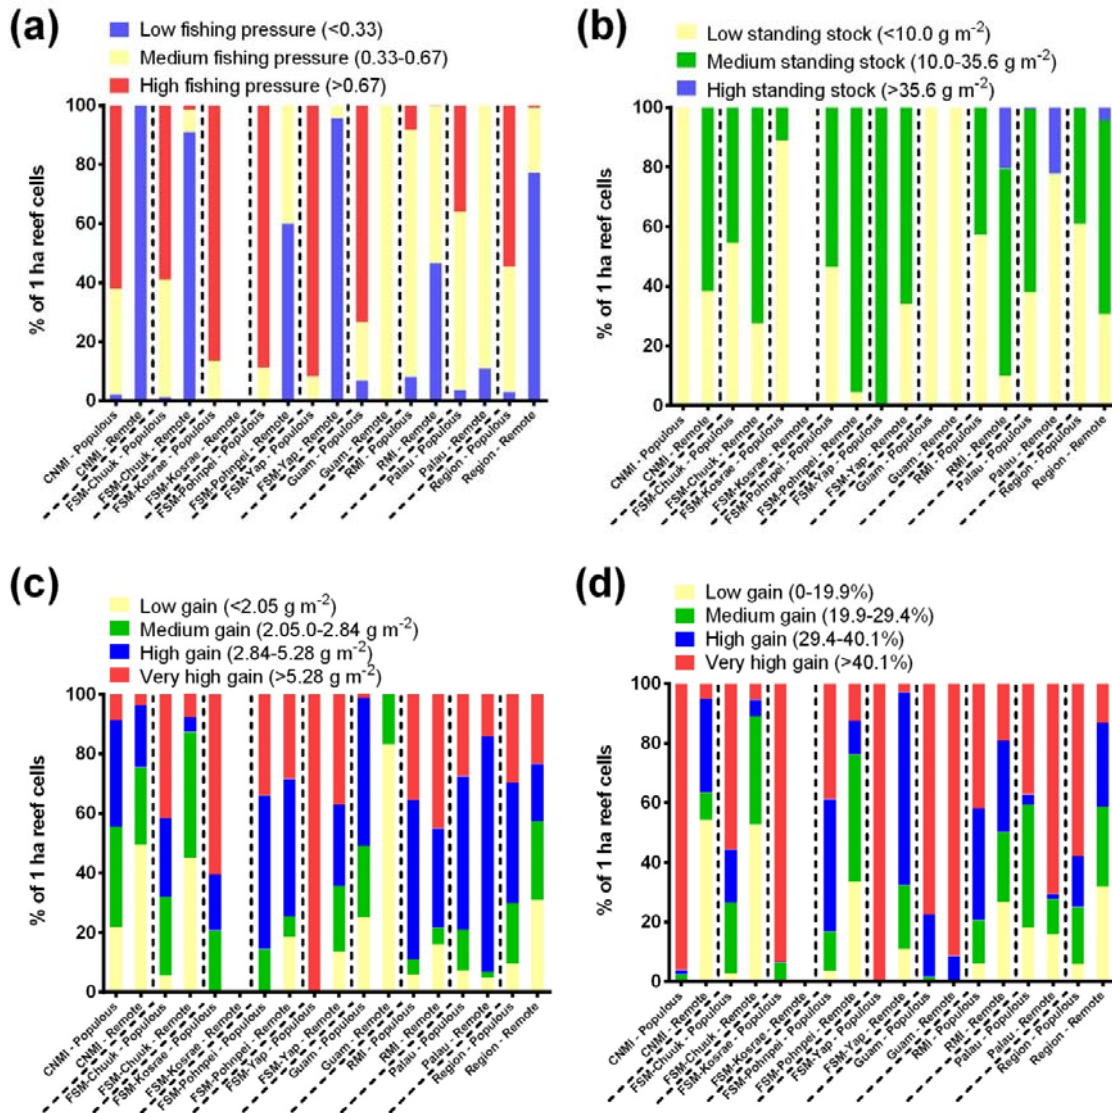 (a)
Low fishing pressure (<0.33)
Medium fishing pressure (0.33-0.67)
High fishing pressure (>0.67)
% of 1 ha reef cells
100
80
60
40
20
0
CNMI - Populous
CNMI - Remote
FSM-Chuuk - Populous
FSM-Chuuk - Remote
FSM-Kosrae - Populous
FSM-Kosrae - Remote
FSM-Pohnpei - Populous
FSM-Pohnpei - Remote
FSM-Yap - Populous
FSM-Yap - Remote
Guam - Populous
Guam - Remote
RMI - Populous
RMI - Remote
Palau - Populous
Palau - Remote
Region - Populous
Region - Remote
(b)
Low standing stock (<10.0 g m-2)
Medium standing stock (10.0-35.6 g m-2)
High standing stock (>35.6 g m-2)
% of 1 ha reef cells
100
80
60
40
20
0
CNMI - Populous
CNMI - Remote
FSM-Chuuk - Populous
FSM-Chuuk - Remote
FSM-Kosrae - Populous
FSM-Kosrae - Remote
FSM-Pohnpei - Populous
FSM-Pohnpei - Remote
FSM-Yap - Populous
FSM-Yap - Remote
Guam - Populous
Guam - Remote
RMI - Populous
RMI - Remote
Palau - Populous
Palau - Remote
Region - Populous
Region - Remote
(c)
Low gain (<2.05 g m-2)
Medium gain (2.05.0-2.84 g m-2)
High gain (2.84-5.28 g m-2)
Very high gain (>5.28 g m-2)
% of 1 ha reef cells
100
80
60
40
20
0
CNMI - Populous
CNMI - Remote
FSM-Chuuk - Populous
FSM-Chuuk - Remote
FSM-Kosrae - Populous
FSM-Kosrae - Remote
FSM-Pohnpei - Populous
FSM-Pohnpei - Remote
FSM-Yap - Populous
FSM-Yap - Remote
Guam - Populous
Guam - Remote
RMI - Populous
RMI - Remote
Palau - Populous
Palau - Remote
Region - Populous
Region - Remote
(d)
Low gain (0-19.9%)
Medium gain (19.9-29.4%)
High gain (29.4-40.1%)
Very high gain (>40.1%)
% of 1 ha reef cells
100
80
60
40
20
0
CNMI - Populous
CNMI - Remote
FSM-Chuuk - Populous
FSM-Chuuk - Remote
FSM-Kosrae - Populous
FSM-Kosrae - Remote
FSM-Pohnpei - Populous
FSM-Pohnpei - Remote
FSM-Yap - Populous
FSM-Yap - Remote
Guam - Populous
Guam - Remote
RMI - Populous
RMI - Remote
Palau - Populous
Palau - Remote
Region - Populous
Region - Remote